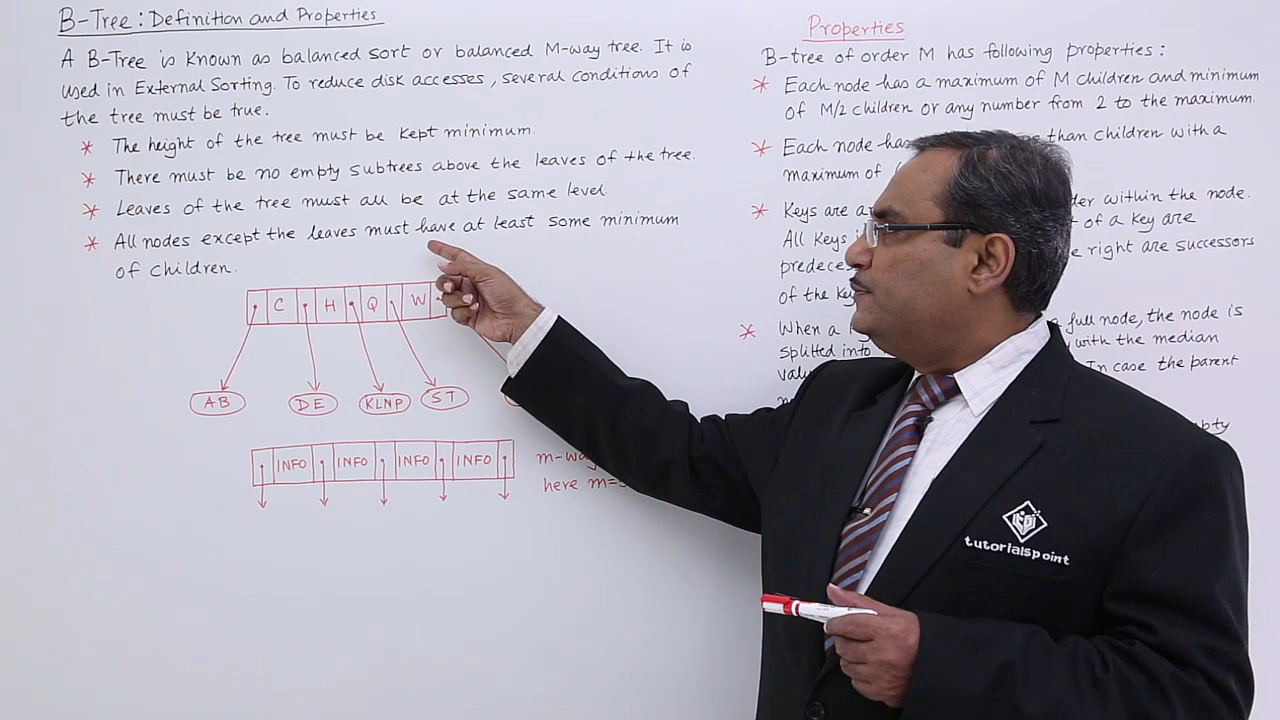 B-Tree: Definition and Properties
A B-Tree is known as balanced sort or balanced M-way tree. It is
used in External Sorting. To reduce disk accesses, several conditions of
the tree must be true.
* The height of the tree must be kept minimum.
* There must be no empty subtrees above the leaves of the tree.
* Leaves of the tree must all be at the same level
* All nodes except the leaves must have at least some minimum
of children.
C H Q W
AB DE KLNP ST
INFO INFO INFO INFO
m-way
here m=5
Properties
B-tree of order M has following properties:
* Each node has a maximum of M children and minimum
of M/2 children or any number from 2 to the maximum.
* Each node has than children with a
maximum of
* Keys are within the node.
All keys of a key are
right are successors
of the key
* When a full node, the node is
splitted into with the median
In case the parent
tutorialspoint